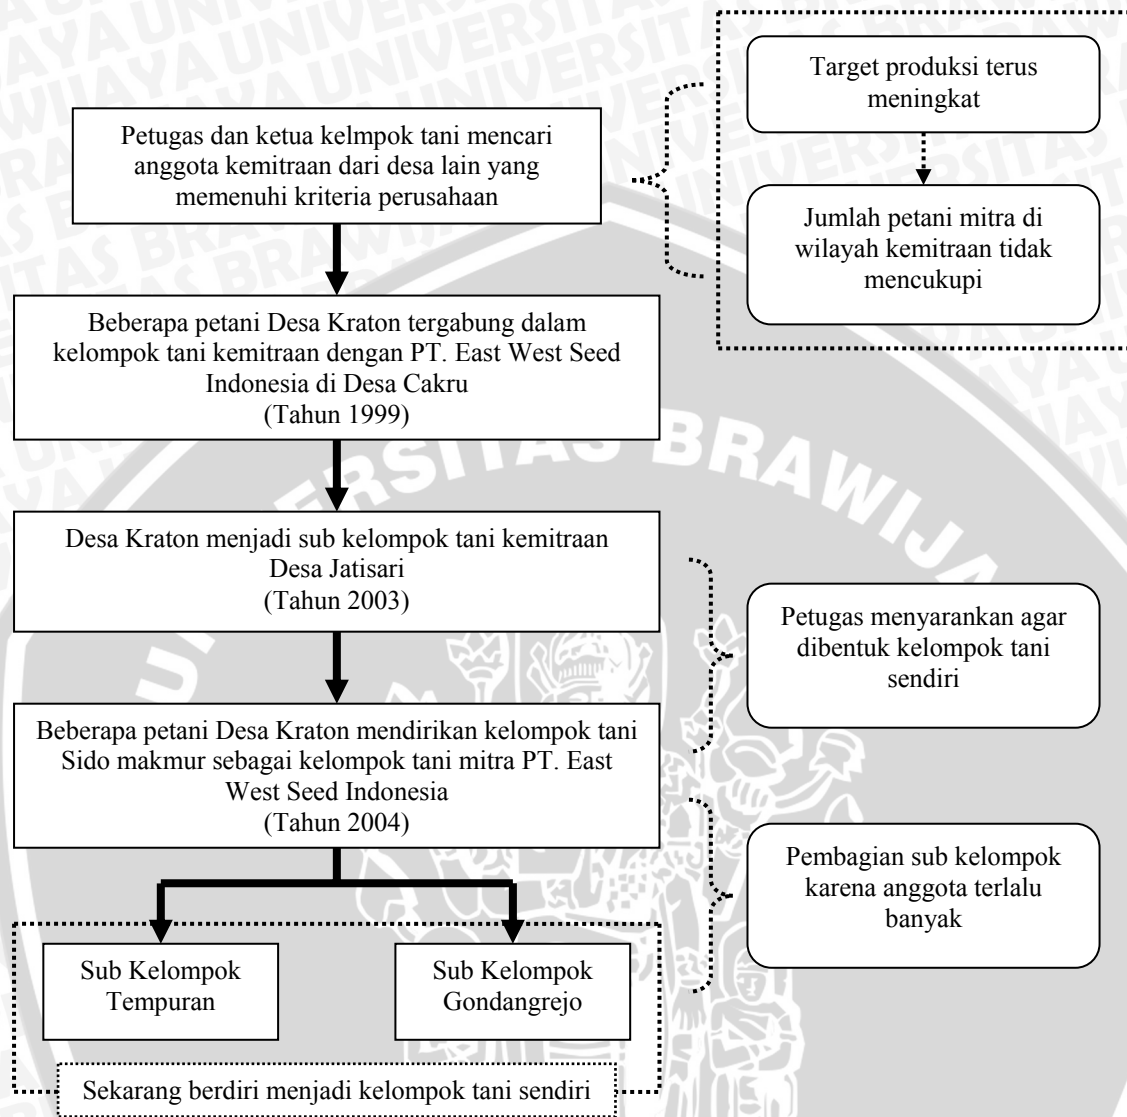 Target produksi terus
meningkat
Petugas dan ketua kelmpok tani mencari
anggota kemitraan dari desa lain yang
memenuhi kriteria perusahaan
Jumlah petani mitra di
wilayah kemitraan tidak
mencukupi
Beberapa petani Desa Kraton tergabung dalam
kelompok tani kemitraan dengan PT. East West Seed
Indonesia di Desa Cakru
(Tahun 1999)
Desa Kraton menjadi sub kelompok tani kemitraan
Desa Jatisari
(Tahun 2003)
Petugas menyarankan agar
dibentuk kelompok tani
sendiri
Beberapa petani Desa Kraton mendirikan kelompok tani
Sido makmur sebagai kelompok tani mitra PT. East
West Seed Indonesia
(Tahun 2004)
Pembagian sub kelompok
karena anggota terlalu
banyak
Sub Kelompok
Tempuran
Sub Kelompok
Gondangrejo
Sekarang berdiri menjadi kelompok tani sendiri